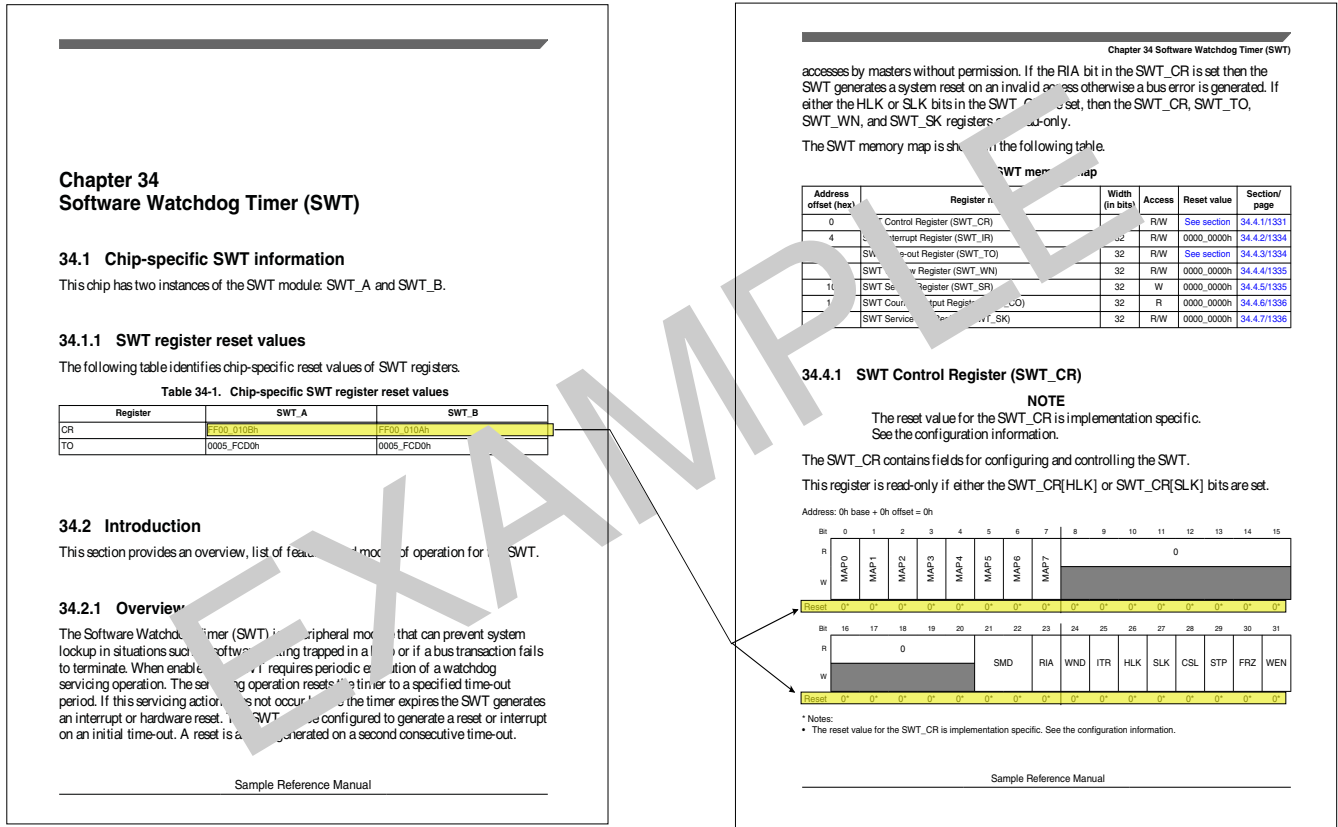 Chapter 34
Software Watchdog Timer (SWT)
34.1 Chip-specific SWT information
This chip has two instances of the SWT module: SWT_A and SWT_B.
34.1.1 SWT register reset values
The following table identifies chip-specific reset values of SWT registers.
Table 34-1. Chip-specific SWT register reset values
Register SWT_A SWT_B
CR FF00_010Bh FF00_010Ah
TO 0005_FCD0h 0005_FCD0h
34.2 Introduction
This section provides an overview, list of of operation for SWT.
34.2.1 Overview
The Software Watchdog (SWT) that can prevent system
lockup in situations trapped in a or if a bus transaction fails
to terminate. When requires periodic of a watchdog
servicing operation. The operation resets timer to a specified time-out
period. If this servicing action not occur the timer expires the SWT generates
an interrupt or hardware reset. configured to generate a reset or interrupt
on an initial time-out. A reset is generated on a second consecutive time-out.
Sample Reference Manual
Chapter 34 Software Watchdog Timer (SWT)
accesses by masters without permission. If the RIA bit in the SWT_CR is set then the
SWT generates a system reset on an invalid access otherwise a bus error is generated. If
either the HLK or SLK bits in the set, then the SWT_CR, SWT_TO,
SWT_WN, and SWT_SK registers
The SWT memory map is the following table.
SWT
Address offset (hex) Register Width (in bits) Access Reset value Section/ page
0 Control Register (SWT_CR) R/W See section 34.4.1/1331
4 Register (SWT_IR) R/W 0000_0000h 34.4.2/1334
Register (SWT_TO) 32 R/W See section 34.4.3/1334
SWT Register (SWT_WN) 32 R/W 0000_0000h 34.4.4/1335
SWT Register (SWT_SR) 32 W 0000_0000h 34.4.5/1335
SWT 32 R 0000_0000h 34.4.6/1336
SWT Service 32 R/W 0000_0000h 34.4.7/1336
34.4.1 SWT Control Register (SWT_CR)
NOTE
The reset value for the SWT_CR is implementation specific.
See the configuration information.
The SWT_CR contains fields for configuring and controlling the SWT.
This register is read-only if either the SWT_CR[HLK] or SWT_CR[SLK] bits are set.
Address: 0h base + 0h offset = 0h
Bit 0 1 2 3 4 5 6 7 8 9 10 11 12 13 14 15
R MAP0 MAP1 MAP2 MAP3 MAP4 MAP5 MAP6 MAP7 0
W
Reset 0* 0* 0* 0* 0* 0* 0* 0* 0* 0* 0* 0* 0* 0* 0* 0*
Bit 16 17 18 19 20 21 22 23 24 25 26 27 28 29 30 31
R 0 SMD RIA WND ITR HLK SLK CSL STP FRZ WEN
W
Reset 0* 0* 0* 0* 0* 0* 0* 0* 0* 0* 0* 0* 0* 0* 0* 0*
* Notes:
• The reset value for the SWT_CR is implementation specific. See the configuration information.
Sample Reference Manual
EXAMPLE